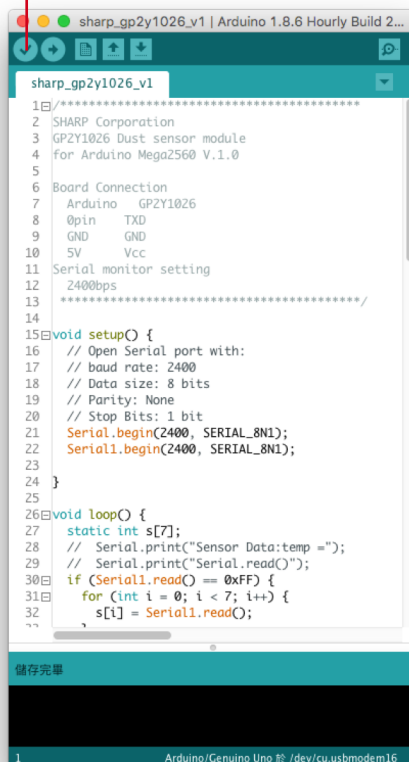 sharp_gp2y1026_v1 | Arduino 1.8.6 Hourly Build 2...
sharp_gp2y1026_v1
1 /****************************************
2 SHARP Corporation
3 GP2Y1026 Dust sensor module
4 for Arduino Mega2560 V.1.0
5
6 Board Connection
7 Arduino GP2Y1026
8 0pin TXD
9 GND GND
10 5V Vcc
11 Serial monitor setting
12 2400bps
13 ****************************************/
14
15 void setup() {
16 // Open Serial port with:
17 // baud rate: 2400
18 // Data size: 8 bits
19 // Parity: None
20 // Stop Bits: 1 bit
21 Serial.begin(2400, SERIAL_8N1);
22 Serial1.begin(2400, SERIAL_8N1);
23
24 }
25
26 void loop() {
27 static int s[7];
28 // Serial.print("Sensor Data:temp =");
29 // Serial.print("Serial.read()");
30 if (Serial1.read() == 0xFF) {
31 for (int i = 0; i < 7; i++) {
32 s[i] = Serial1.read();
儲存完畢
1 Arduino/Genuino Uno 於 /dev/cu.usbmodem16